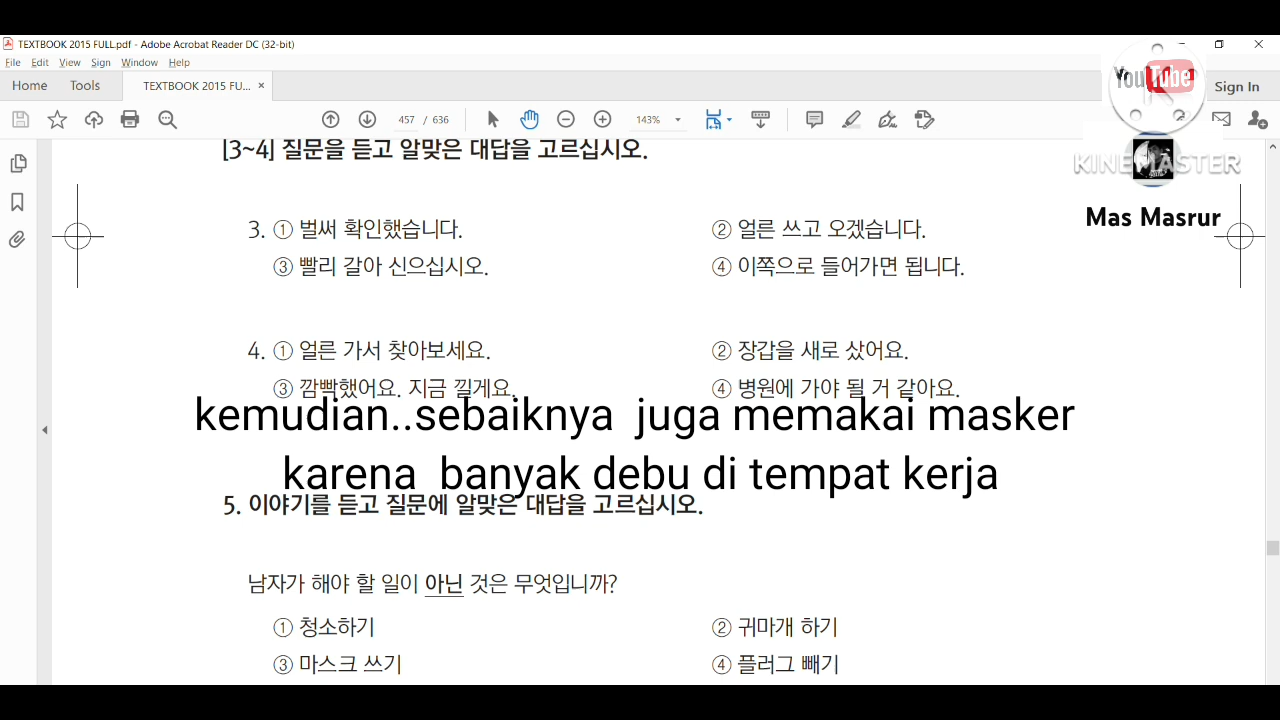 TEXTBOOK 2015 FULL.pdf - Adobe Acrobat Reader DC (32-bit)
File Edit View Sign Window Help
Home Tools TEXTBOOK 2015 FU... × Sign In
457 / 636 143%
YouTube
KINEMASTER
Mas Masrur
[3~4] 질문을 듣고 알맞은 대답을 고르십시오.
3. ① 벌써 확인했습니다. ② 얼른 쓰고 오겠습니다.
③ 빨리 갈아 신으십시오. ④ 이쪽으로 들어가면 됩니다.
4. ① 얼른 가서 찾아보세요. ② 장갑을 새로 샀어요.
③ 깜빡했어요. 지금 낄게요. ④ 병원에 가야 될 거 같아요.
kemudian..sebaiknya juga memakai masker
karena banyak debu di tempat kerja
5. 이야기를 듣고 질문에 알맞은 대답을 고르십시오.
남자가 해야 할 일이 아닌 것은 무엇입니까?
① 청소하기 ② 귀마개 하기
③ 마스크 쓰기 ④ 플러그 빼기